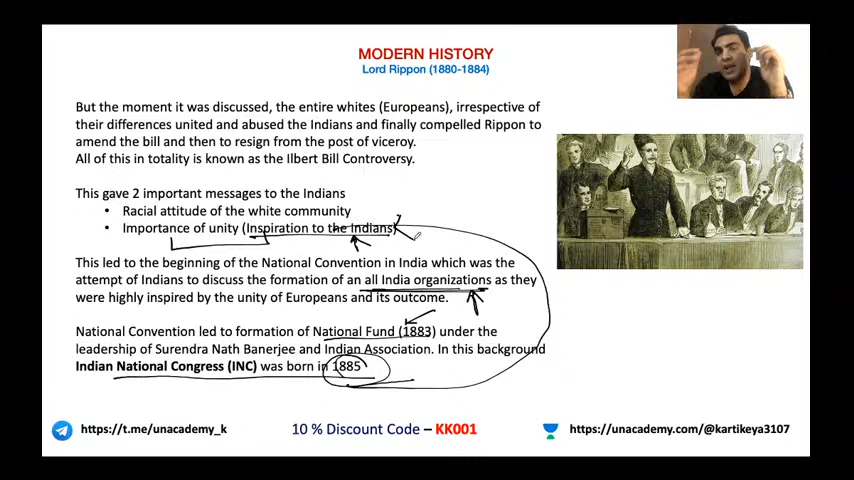 MODERN HISTORY
Lord Rippon (1880-1884)
But the moment it was discussed, the entire whites (Europeans), irrespective of
their differences united and abused the Indians and finally compelled Rippon to
amend the bill and then to resign from the post of viceroy.
All of this in totality is known as the Ilbert Bill Controversy.
This gave 2 important messages to the Indians
• Racial attitude of the white community
• Importance of unity (Inspiration to the Indians)
This led to the beginning of the National Convention in India which was the
attempt of Indians to discuss the formation of an all India organizations as they
were highly inspired by the unity of Europeans and its outcome.
National Convention led to formation of National Fund (1883) under the
leadership of Surendra Nath Banerjee and Indian Association. In this background
Indian National Congress (INC) was born in 1885
https://t.me/unacademy_k
10 % Discount Code – KK001
https://unacademy.com/@kartikeya3107